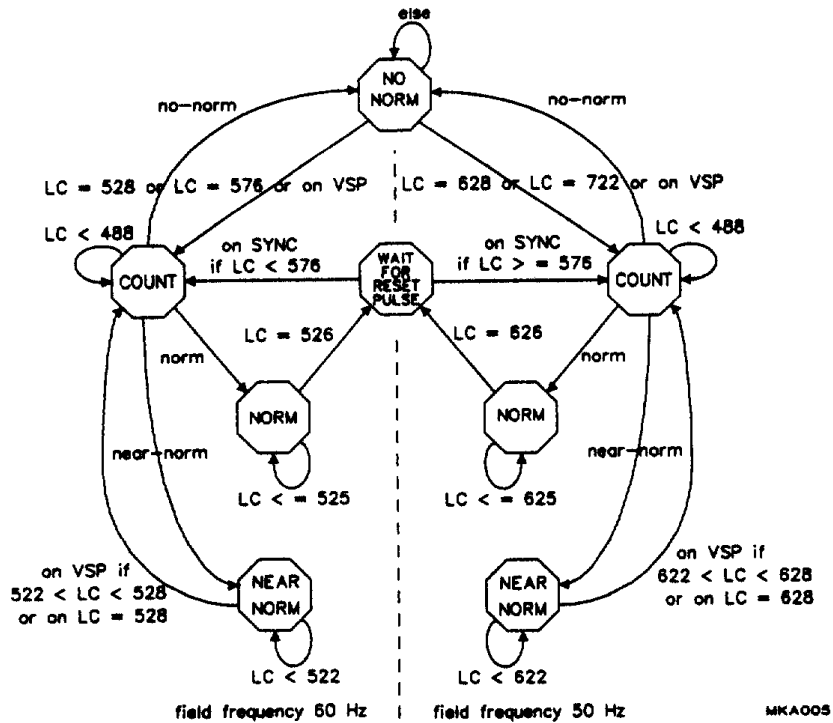 else
NO
NORM
no-norm
no-norm
LC = 528 or LC = 576 or on VSP
LC = 628 or LC = 722 or on VSP
LC < 488
LC < 488
on SYNC
if LC < 576
on SYNC
if LC > = 576
COUNT
WAIT
FOR
RESET
PULSE
COUNT
LC = 526
LC = 626
norm
norm
NORM
NORM
near-norm
near-norm
LC < = 525
LC < = 625
on VSP if
522 < LC < 528
or on LC = 528
on VSP if
622 < LC < 628
or on LC = 628
NEAR
NORM
NEAR
NORM
LC < 522
LC < 622
field frequency 60 Hz
field frequency 50 Hz
MKA005